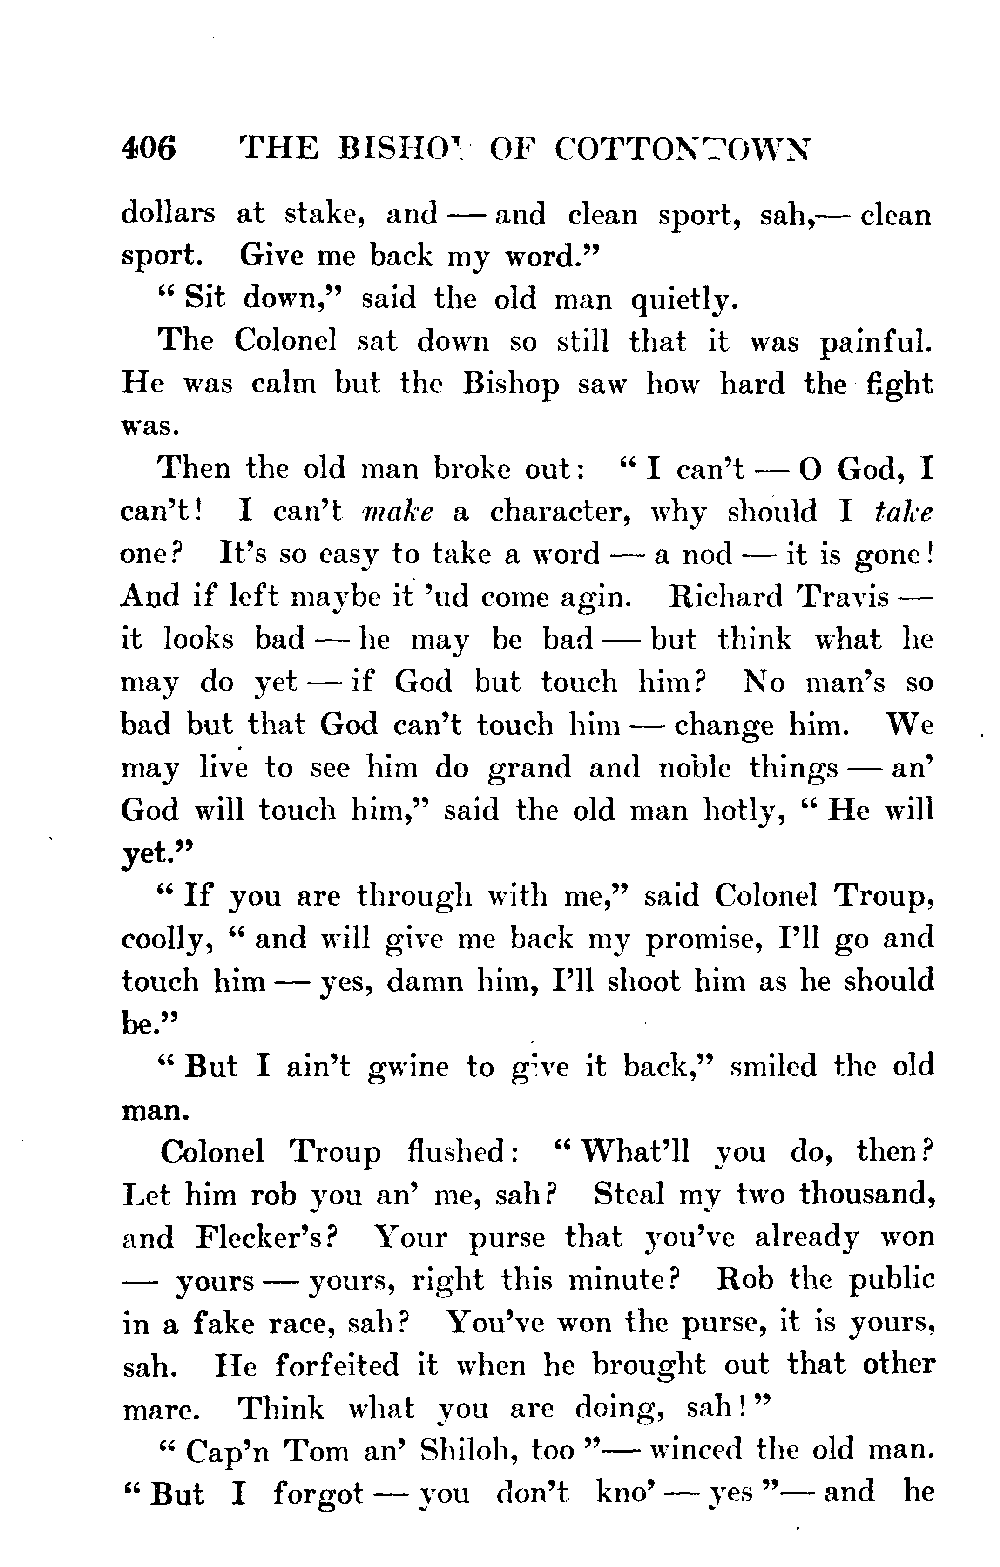 406 THE BISHOP OF COTTONTOWN
dollars at stake, and — and clean sport, sah,— clean
sport. Give me back my word.”
“ Sit down,” said the old man quietly.
The Colonel sat down so still that it was painful.
He was calm but the Bishop saw how hard the fight
was.
Then the old man broke out: “ I can’t — O God, I
can’t! I can’t make a character, why should I take
one? It’s so easy to take a word — a nod — it is gone!
And if left maybe it ’ud come agin. Richard Travis —
it looks bad — he may be bad — but think what he
may do yet — if God but touch him? No man’s so
bad but that God can’t touch him — change him. We
may live to see him do grand and noble things — an’
God will touch him,” said the old man hotly, “ He will
yet.”
“ If you are through with me,” said Colonel Troup,
coolly, “ and will give me back my promise, I’ll go and
touch him — yes, damn him, I’ll shoot him as he should
be.”
“ But I ain’t gwine to give it back,” smiled the old
man.
Colonel Troup flushed: “ What’ll you do, then?
Let him rob you an’ me, sah? Steal my two thousand,
and Flecker’s? Your purse that you’ve already won
— yours — yours, right this minute? Rob the public
in a fake race, sah? You’ve won the purse, it is yours,
sah. He forfeited it when he brought out that other
mare. Think what you are doing, sah! ”
“ Cap’n Tom an’ Shiloh, too ”— winced the old man.
“ But I forgot — you don’t kno’ — yes ”— and he